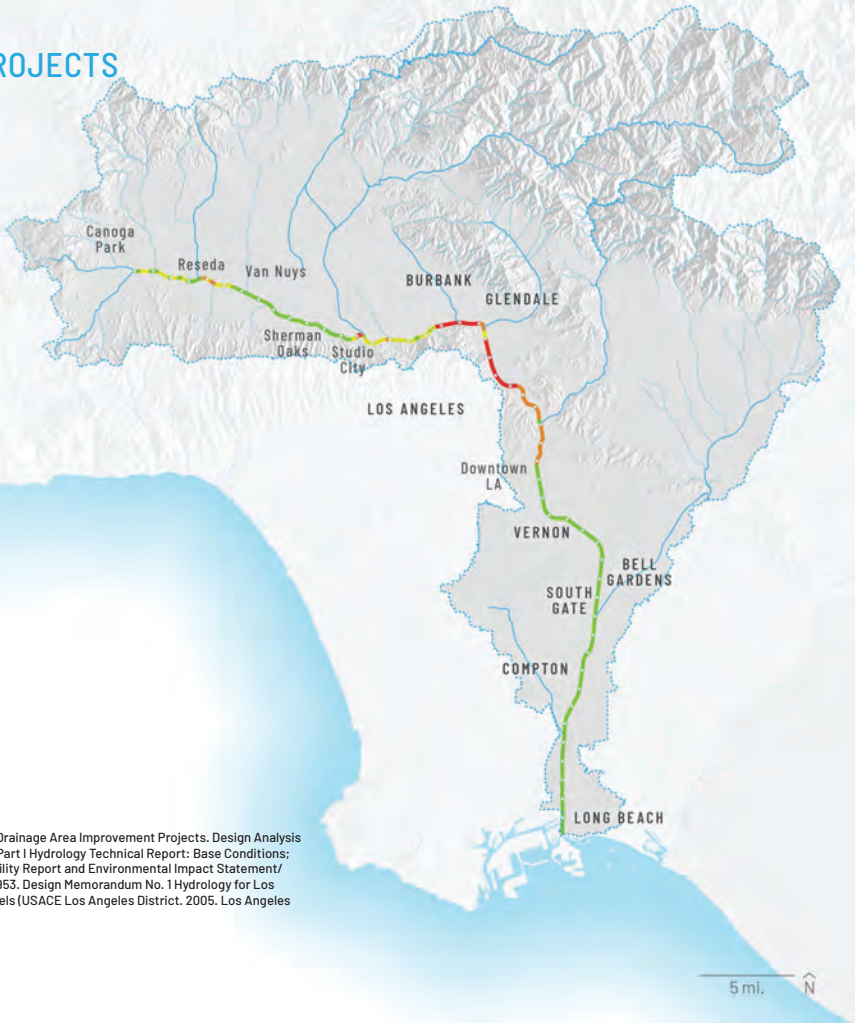 ROJECTS
Canoga
Park
Reseda
Van Nuys
BURBANK
GLENDALE
Sherman
Oaks
Studio
City
LOS ANGELES
Downtown
LA
VERNON
BELL
GARDENS
SOUTH
GATE
COMPTON
LONG BEACH
Drainage Area Improvement Projects. Design Analysis
Part I Hydrology Technical Report: Base Conditions;
ility Report and Environmental Impact Statement/
953. Design Memorandum No. 1 Hydrology for Los
els (USACE Los Angeles District. 2005. Los Angeles
5 mi.
N